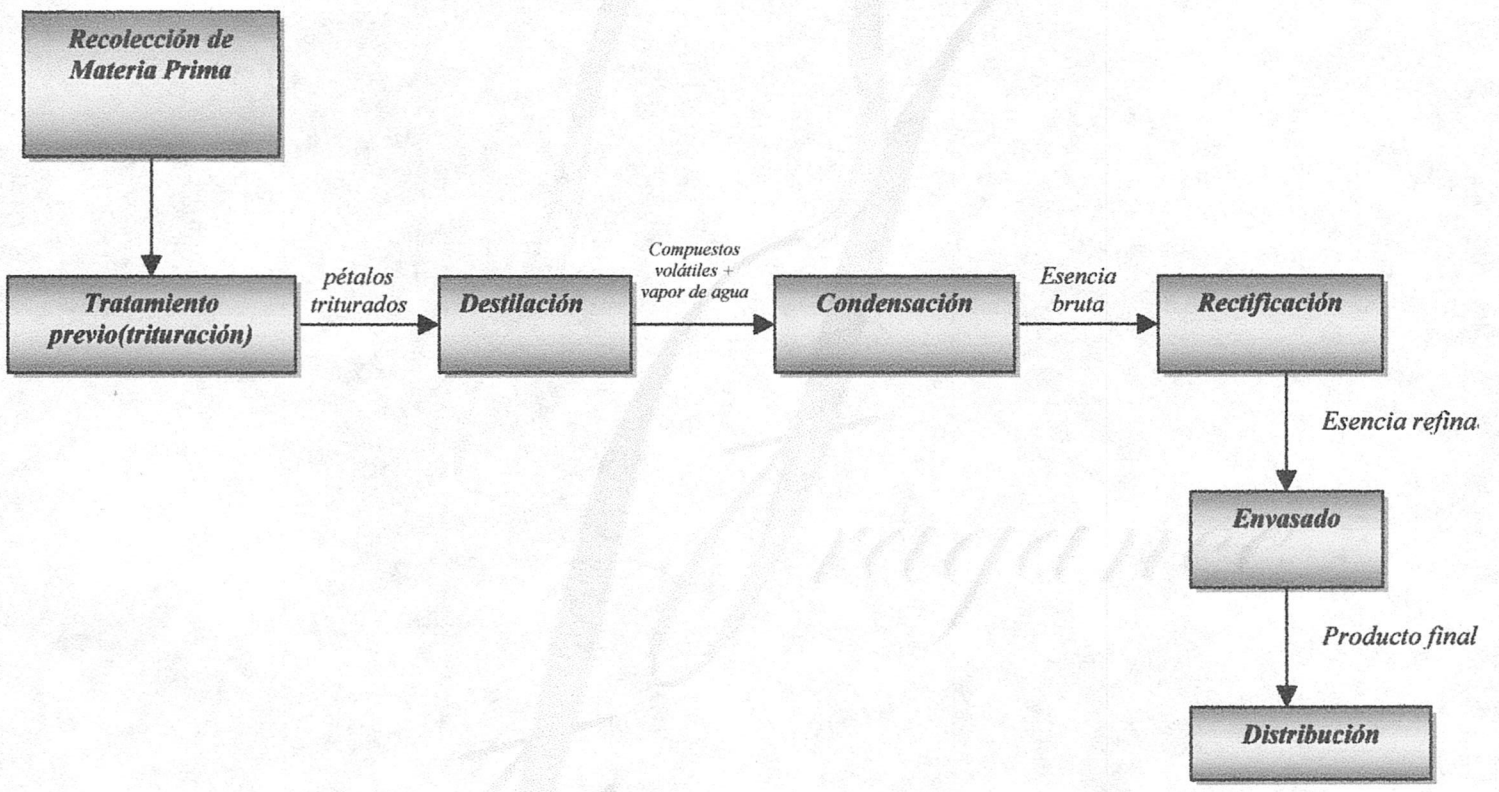 Recolección de
Materia Prima
Tratamiento
previo(trituración)
pétalos
triturados
Destilación
Compuestos
volátiles +
vapor de agua
Condensación
Esencia
bruta
Rectificación
Esencia refina
Envasado
Producto final
Distribución